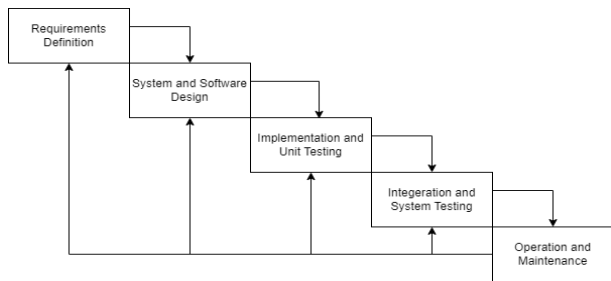 Requirements
Definition
System and Software
Design
Implementation and
Unit Testing
Integeration and
System Testing
Operation and
Maintenance